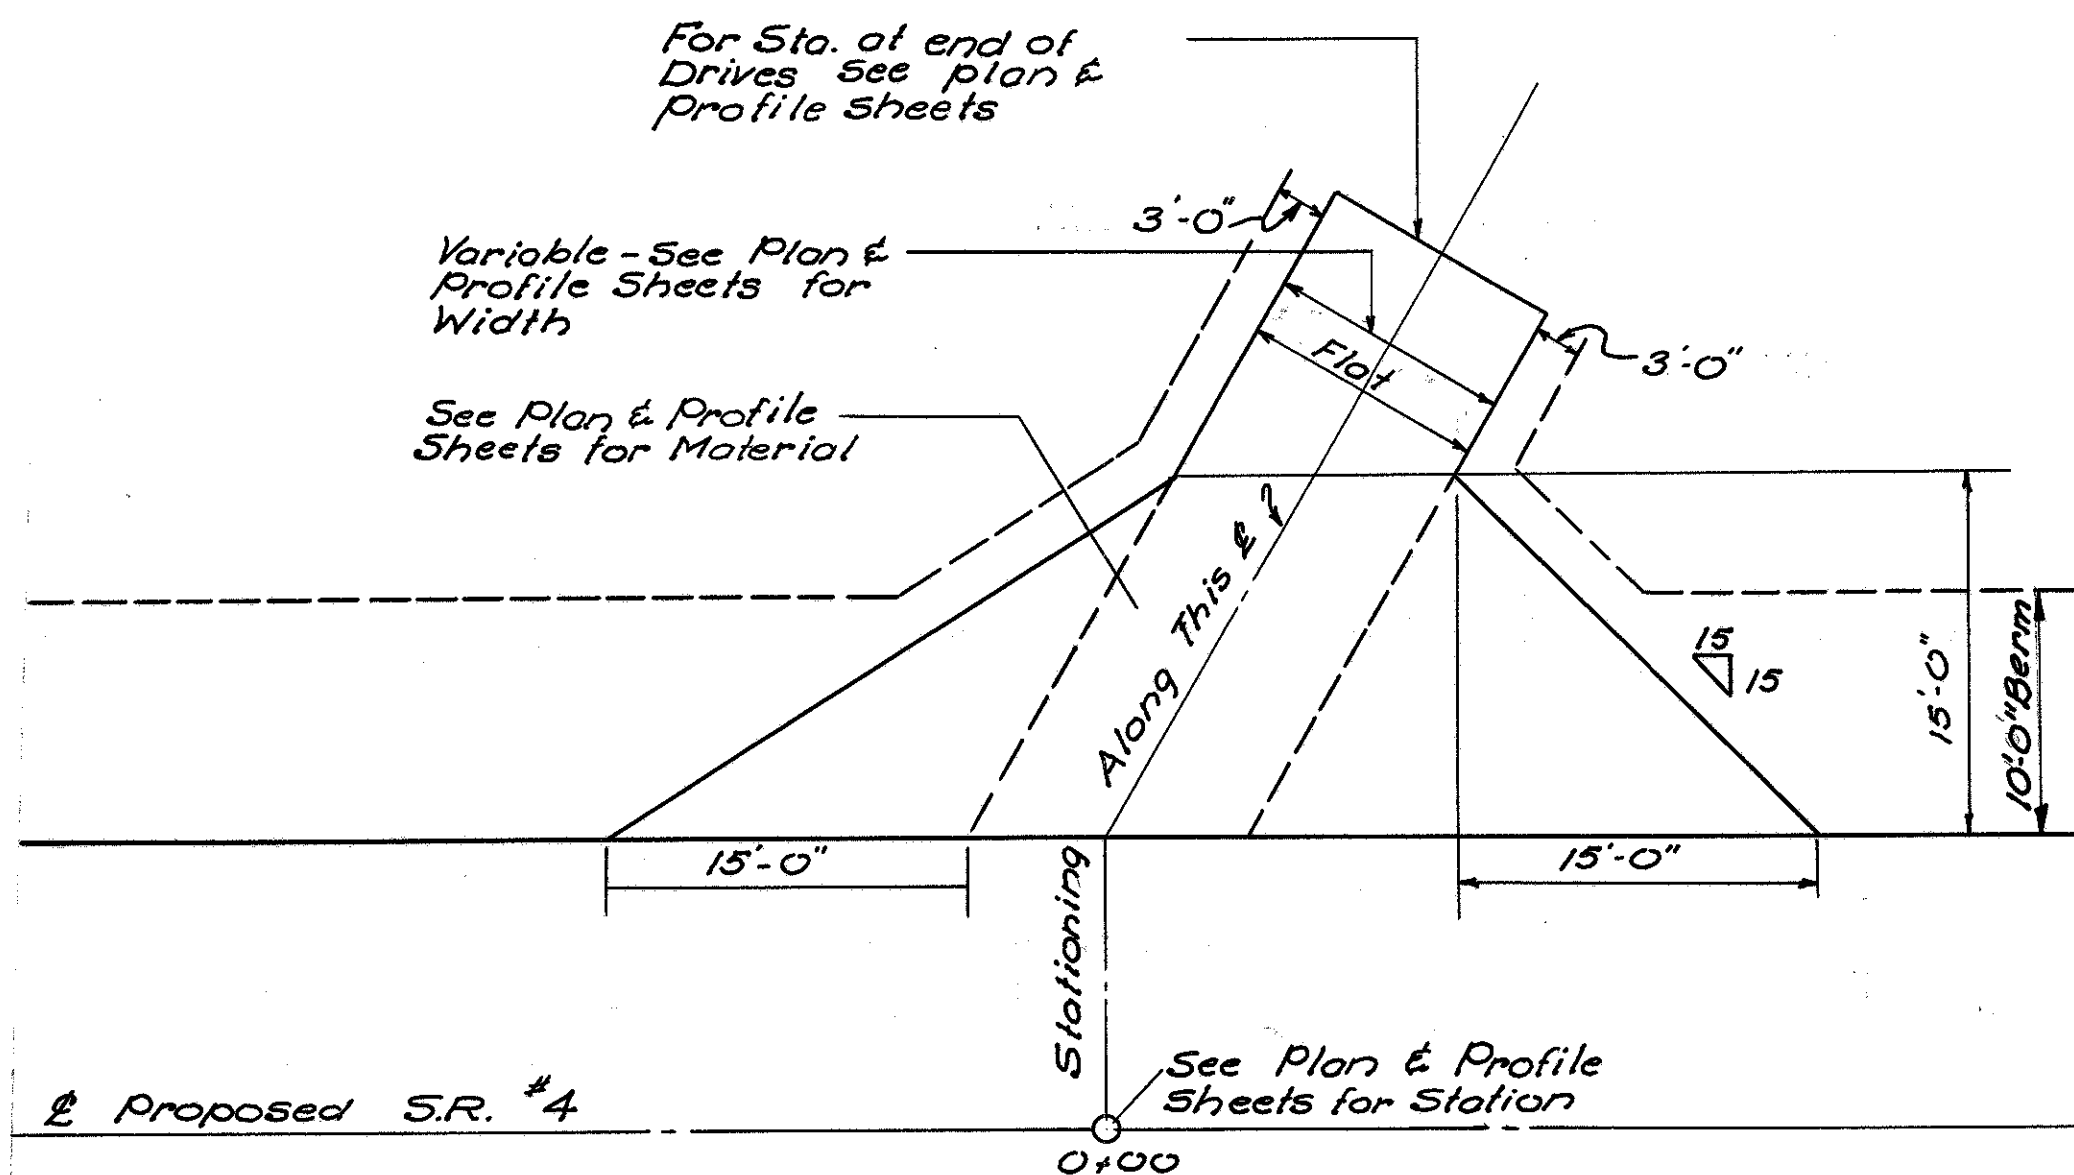 For Sta. at end of
Drives See plan &
Profile Sheets
3'-0"
Variable - See Plan &
Profile Sheets for
Width
Flat
3'-0"
See Plan & Profile
Sheets for Material
Along This ℄
15
15
15'-0"
10'-0" Berm
15'-0"
15'-0"
Stationing
See Plan & Profile
Sheets for Station
℄ Proposed S.R. #4
0+00